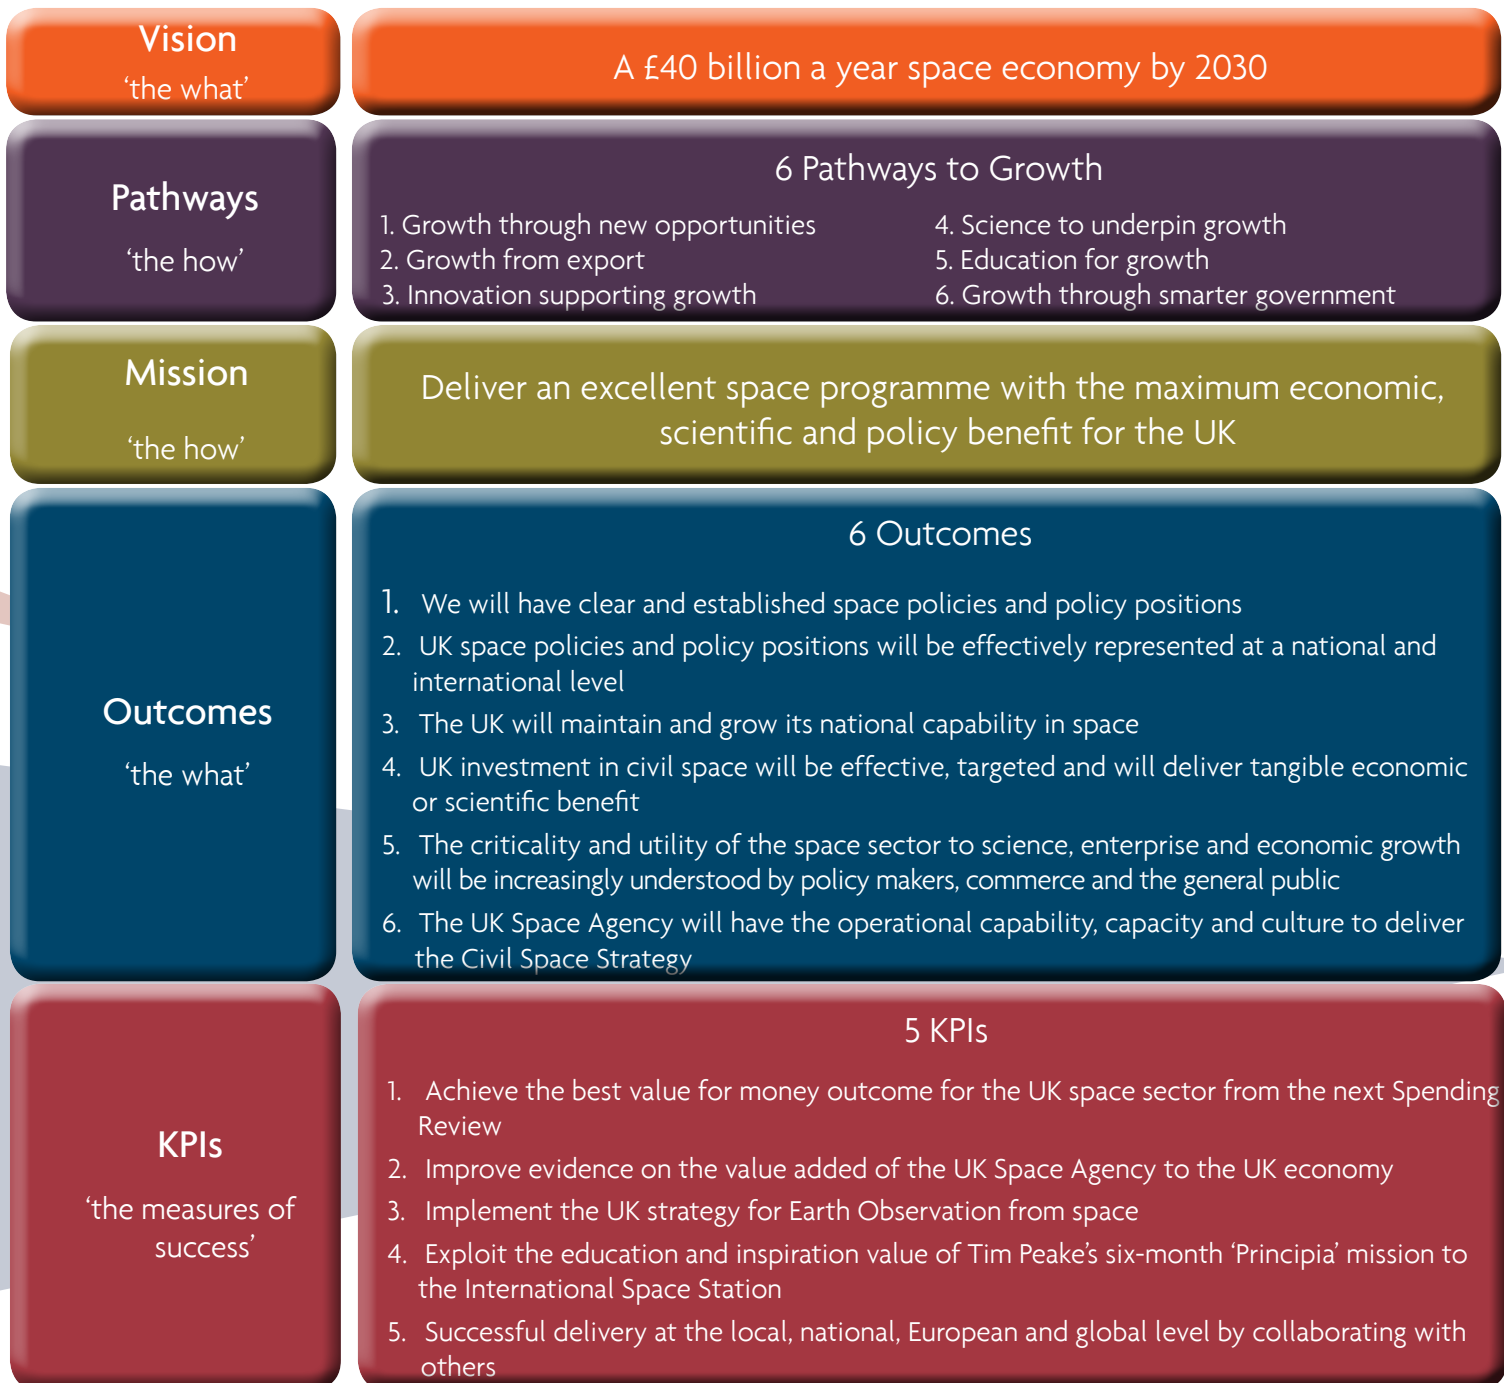 Vision
‘the what’
A £40 billion a year space economy by 2030
Pathways
‘the how’
6 Pathways to Growth
1. Growth through new opportunities
2. Growth from export
3. Innovation supporting growth
4. Science to underpin growth
5. Education for growth
6. Growth through smarter government
Mission
‘the how’
Deliver an excellent space programme with the maximum economic,
scientific and policy benefit for the UK
Outcomes
‘the what’
6 Outcomes
1. We will have clear and established space policies and policy positions
2. UK space policies and policy positions will be effectively represented at a national and
international level
3. The UK will maintain and grow its national capability in space
4. UK investment in civil space will be effective, targeted and will deliver tangible economic
or scientific benefit
5. The criticality and utility of the space sector to science, enterprise and economic growth
will be increasingly understood by policy makers, commerce and the general public
6. The UK Space Agency will have the operational capability, capacity and culture to deliver
the Civil Space Strategy
KPIs
‘the measures of
success’
5 KPIs
1. Achieve the best value for money outcome for the UK space sector from the next Spending
Review
2. Improve evidence on the value added of the UK Space Agency to the UK economy
3. Implement the UK strategy for Earth Observation from space
4. Exploit the education and inspiration value of Tim Peake’s six-month ‘Principia’ mission to
the International Space Station
5. Successful delivery at the local, national, European and global level by collaborating with
others